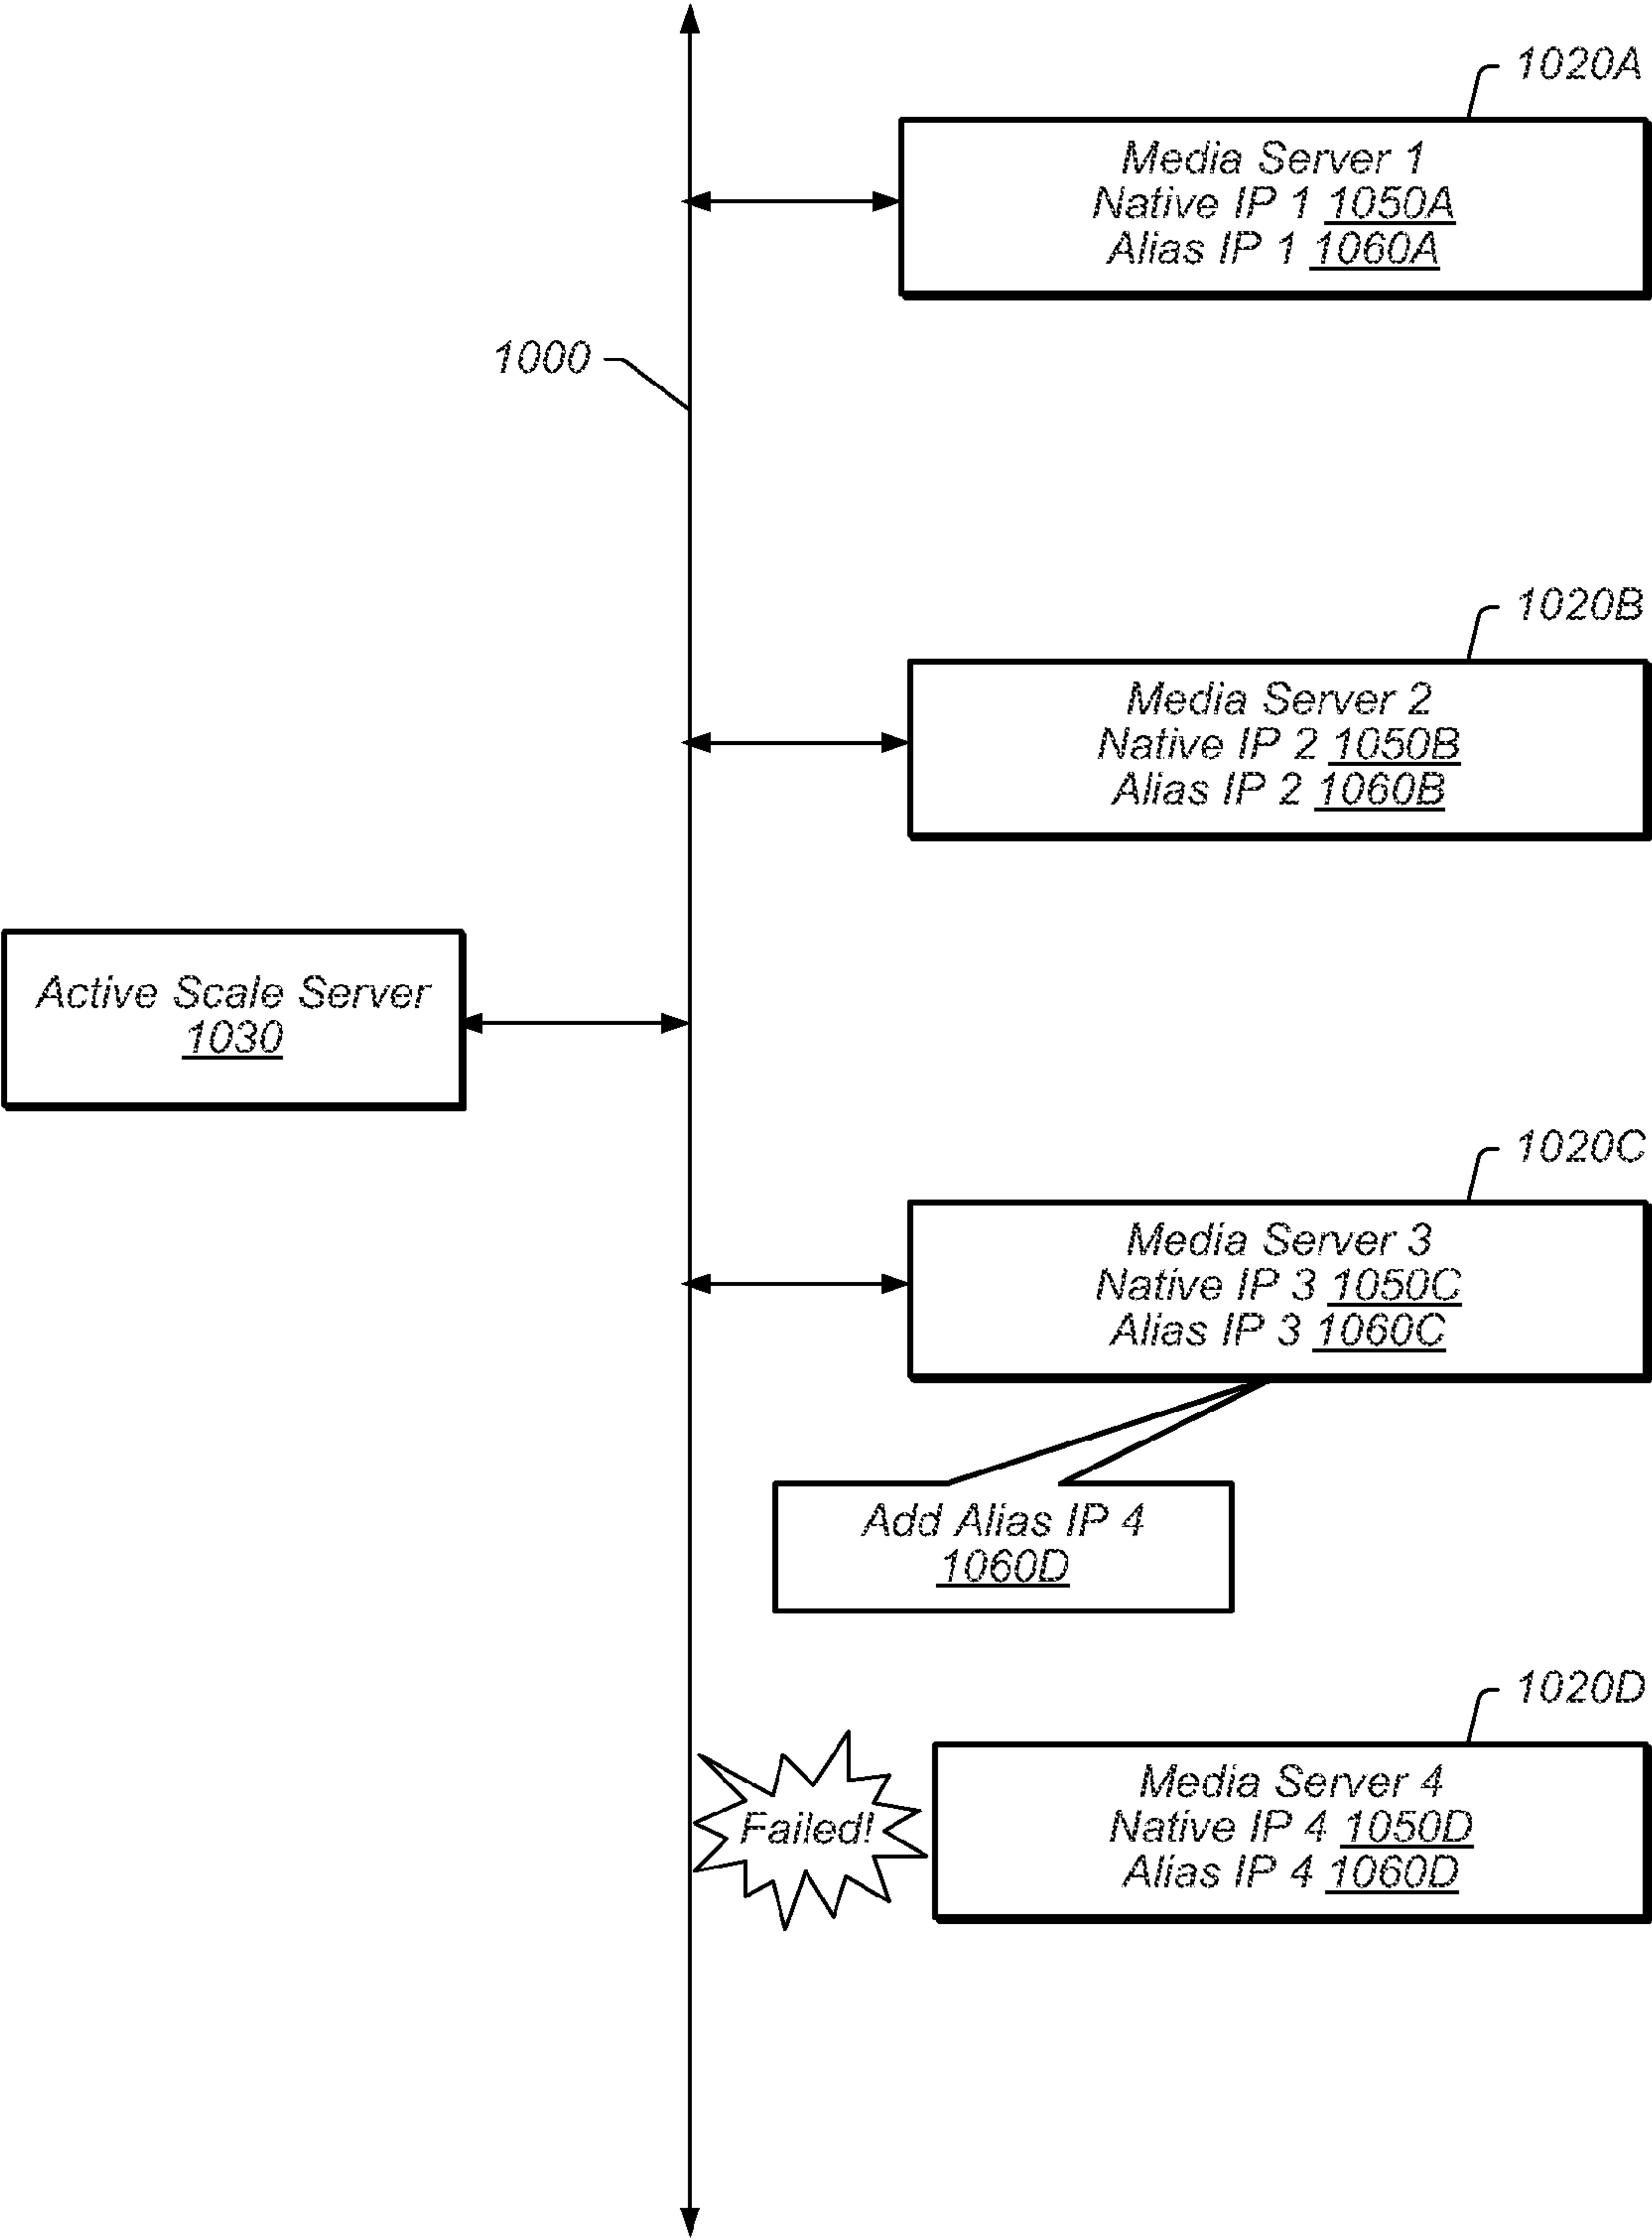 1020A
Media Server 1
Native IP 1 1050A
Alias IP 1 1060A
1000
1020B
Media Server 2
Native IP 2 1050B
Alias IP 2 1060B
Active Scale Server
1030
1020C
Media Server 3
Native IP 3 1050C
Alias IP 3 1060C
Add Alias IP 4
1060D
1020D
Media Server 4
Native IP 4 1050D
Alias IP 4 1060D
Failed!